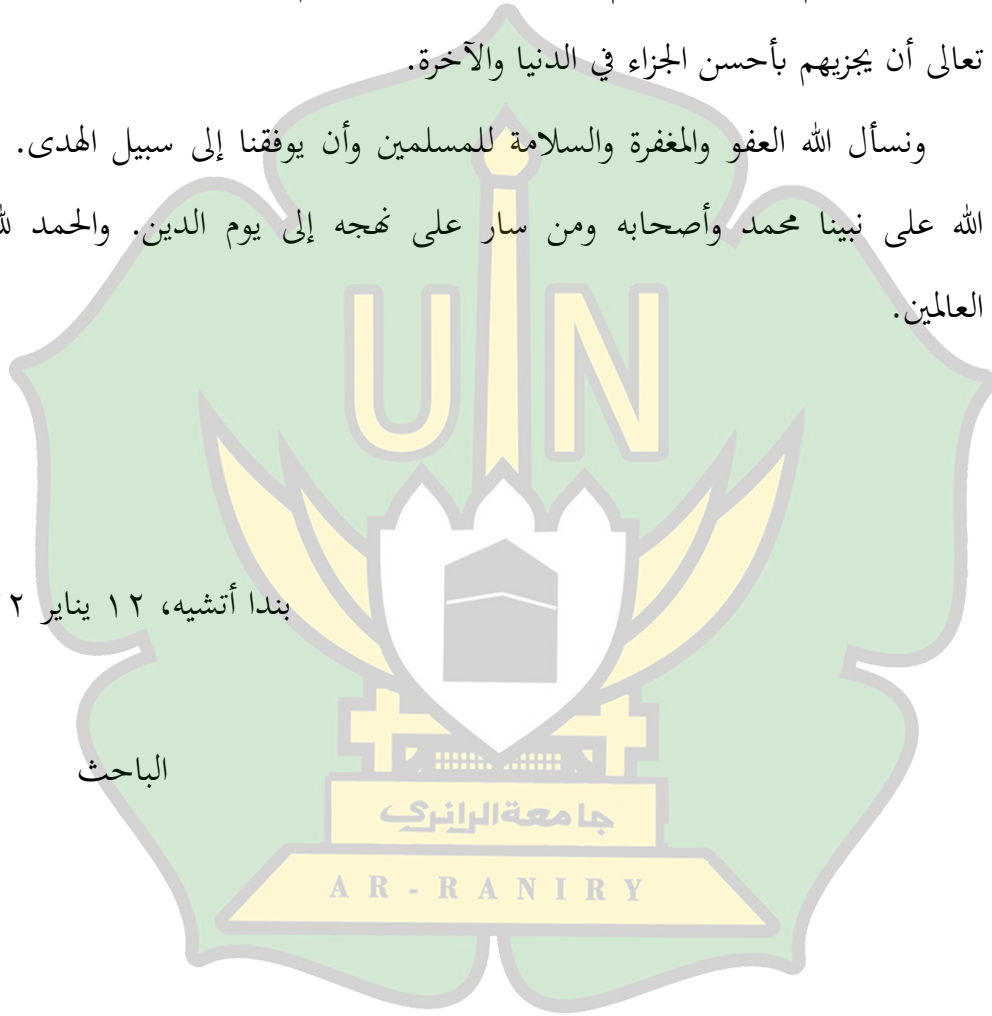 تعالى أن يجزيهم بأحسن الجزاء في الدنيا والآخرة.
ونسأل الله العفو والمغفرة والسلامة للمسلمين وأن يوفقنا إلى سبيل الهدى.
الله على نبينا محمد وأصحابه ومن سار على نهجه إلى يوم الدين. والحمد
العالمين.
UIN
بندا أتشيه، ١٢ يناير
الباحث
جامعة الرانري
AR-RANIRY